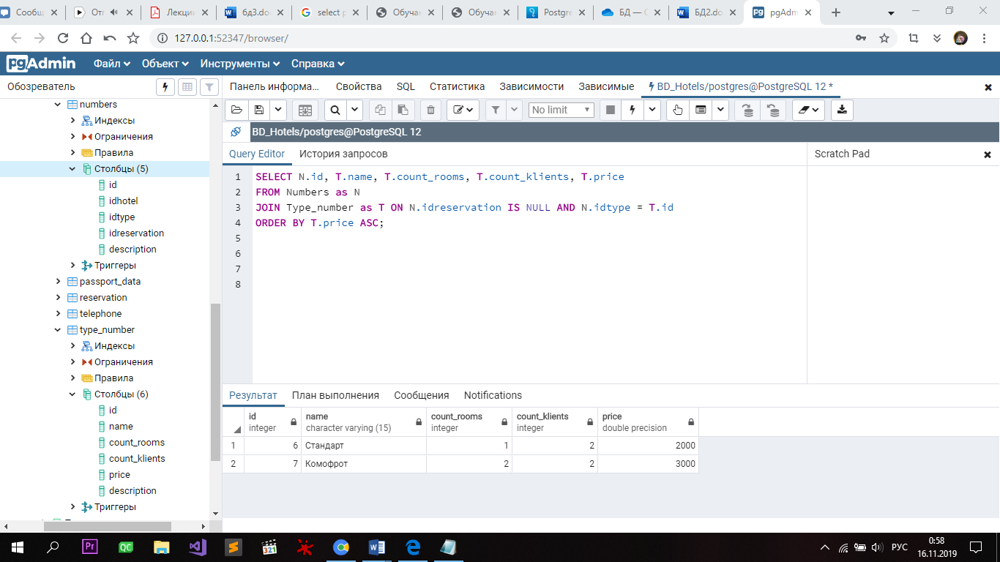 Сообщ
От
Лекци
бд3.do
select p
Обуча
Обуча
Postgre
БД — С
БД2.do
pgAdm
127.0.0.1:52347/browser/
pgAdmin
Файл
Объект
Инструменты
Справка
Обозреватель
Панель информа...
Свойства
SQL
Статистика
Зависимости
Зависимые
BD_Hotels/postgres@PostgreSQL 12 *
numbers
Индексы
Ограничения
Правила
Столбцы (5)
id
idhotel
idtype
idreservation
description
Триггеры
passport_data
reservation
telephone
type_number
Индексы
Ограничения
Правила
Столбцы (6)
id
name
count_rooms
count_klients
price
description
Триггеры
No limit
BD_Hotels/postgres@PostgreSQL 12
Query Editor
История запросов
Scratch Pad
1 SELECT N.id, T.name, T.count_rooms, T.count_klients, T.price
2 FROM Numbers as N
3 JOIN Type_number as T ON N.idreservation IS NULL AND N.idtype = T.id
4 ORDER BY T.price ASC;
5
6
7
8
Результат
План выполнения
Сообщения
Notifications
id name count_rooms count_klients price
integer character varying (15) integer integer double precision
1 6 Стандарт 1 2 2000
2 7 Комофрот 2 2 3000
Pr
QC
321
РУС
0:58
16.11.2019